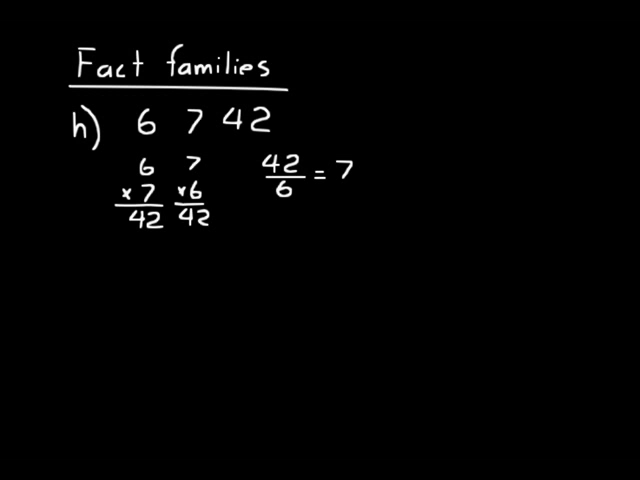 Fact families
h) 6 7 42
6 7 42/6 = 7
×7 ×6
42 42